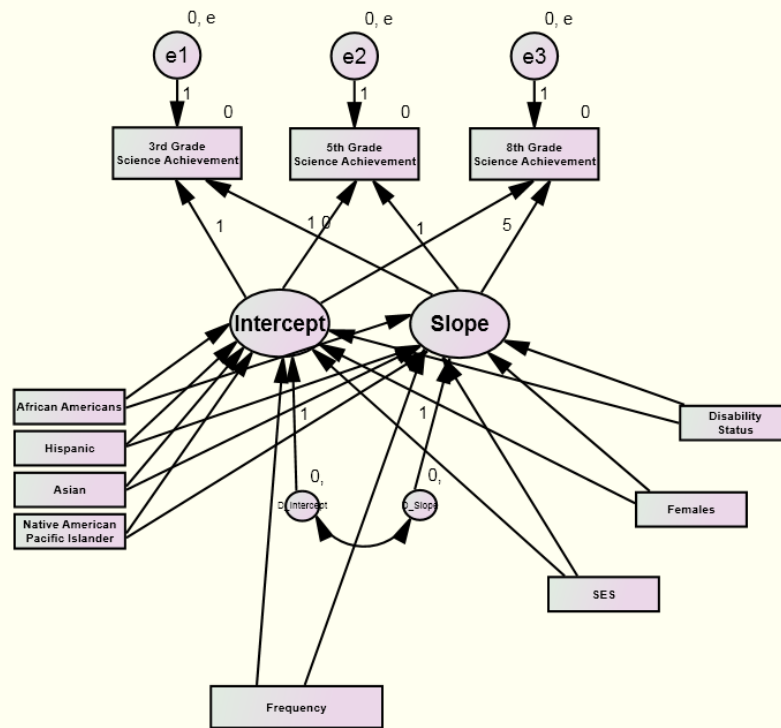 0, e
0, e
0, e
e1
e2
e3
1
1
1
0
0
0
3rd Grade
Science Achievement
5th Grade
Science Achievement
8th Grade
Science Achievement
1
1
0
1
5
Intercept
Slope
African Americans
Hispanic
Asian
Native American
Pacific Islander
1
1
Disability
Status
0,
0,
D_Intercept
D_Slope
Females
SES
Frequency